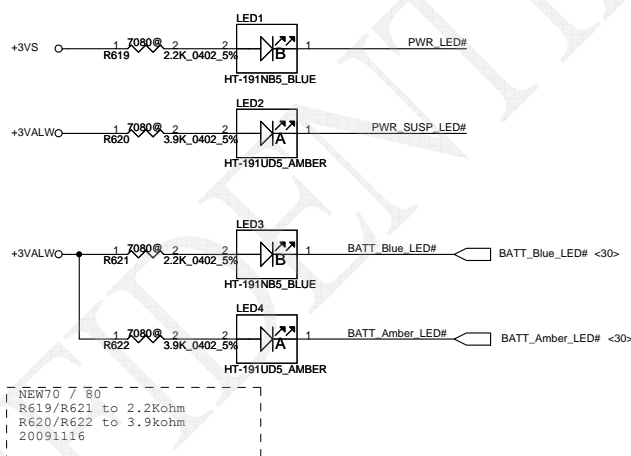 LED1
+3VS 1 7080@ 2 2 1 PWR_LED#
R619 2.2K_0402_5% B
HT-191NB5_BLUE
LED2
+3VALW 1 7080@ 2 2 1 PWR_SUSP_LED#
R620 3.9K_0402_5% A
HT-191UD5_AMBER
LED3
+3VALW 1 7080@ 2 2 1 BATT_Blue_LED# BATT_Blue_LED# <30>
R621 2.2K_0402_5% B
HT-191NB5_BLUE
LED4
1 7080@ 2 2 1 BATT_Amber_LED# BATT_Amber_LED# <30>
R622 3.9K_0402_5% A
HT-191UD5_AMBER
NEW70 / 80
R619/R621 to 2.2Kohm
R620/R622 to 3.9kohm
20091116